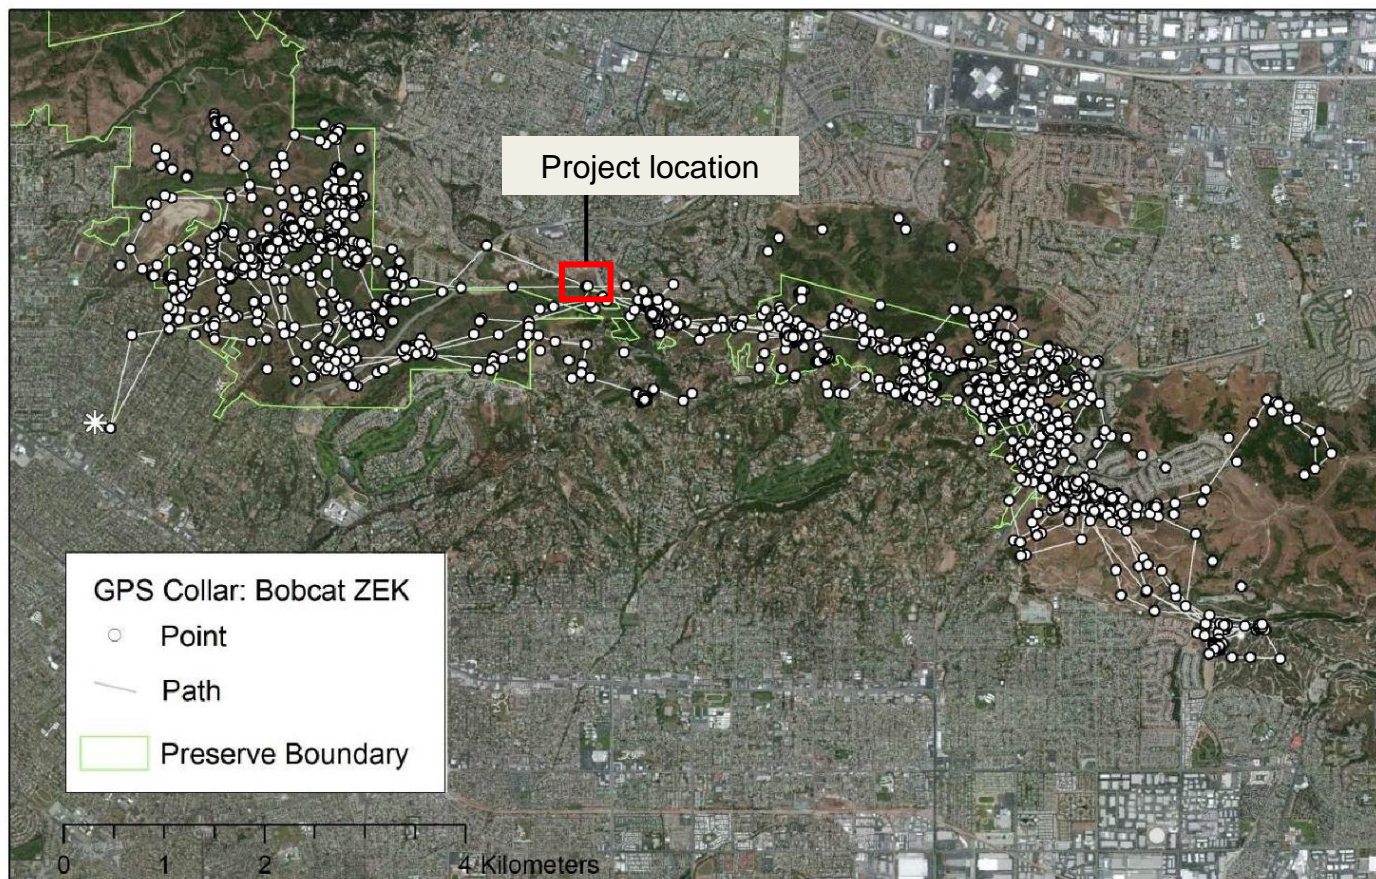 Project location
GPS Collar: Bobcat ZEK
Point
Path
Preserve Boundary
0 1 2 4 Kilometers